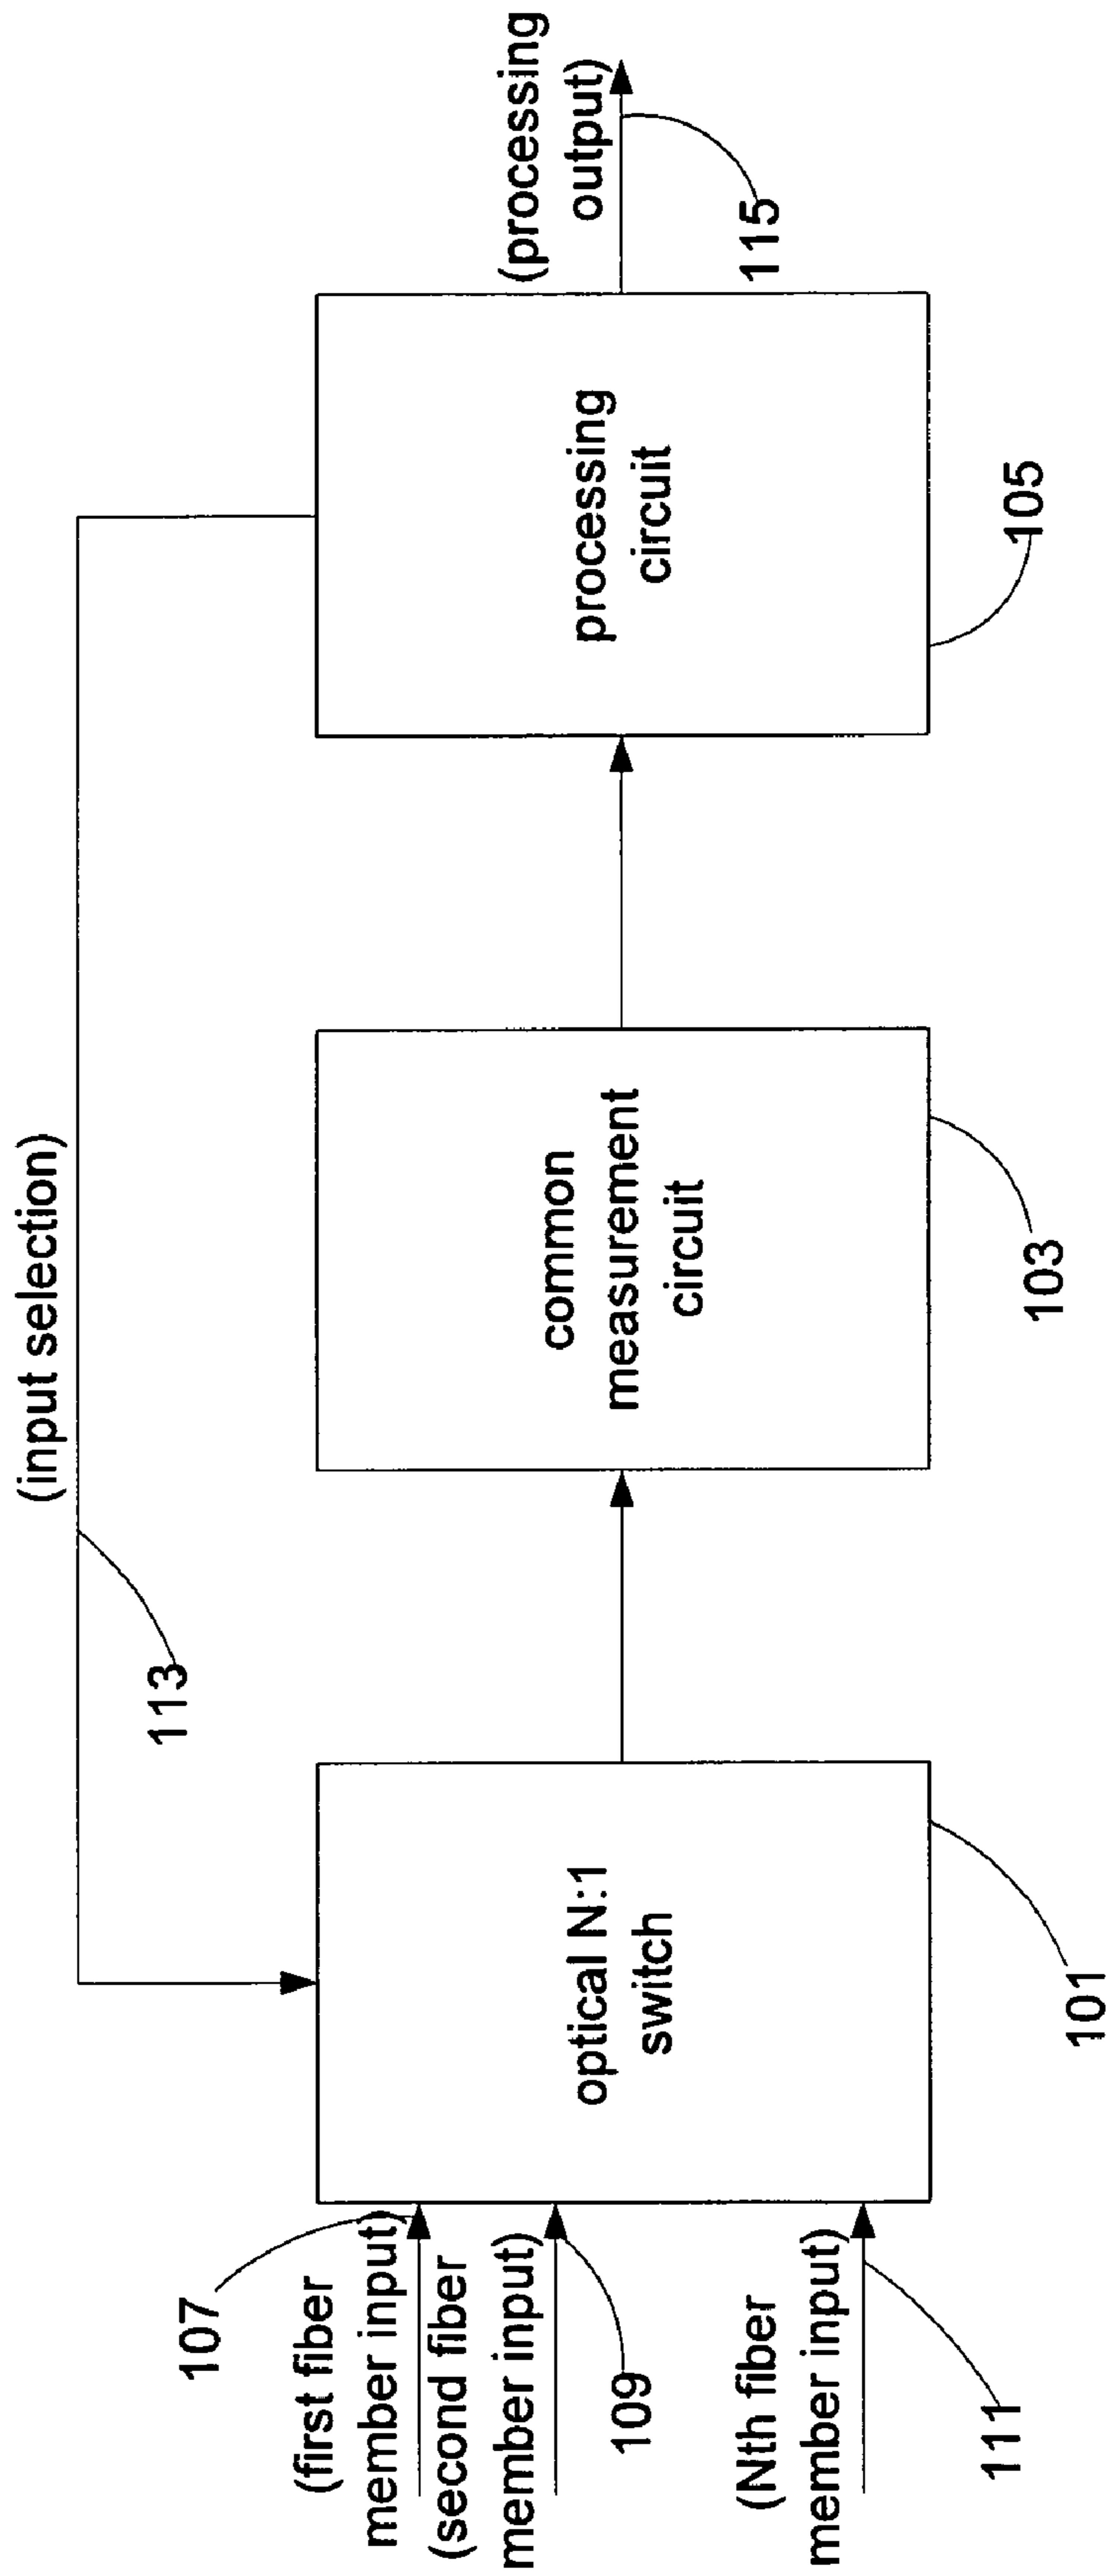 (input selection)
113
107
(first fiber
member input)
(second fiber
member input)
109
(Nth fiber
member input)
111
optical N:1
switch
101
common
measurement
circuit
103
processing
circuit
105
(processing
output)
115